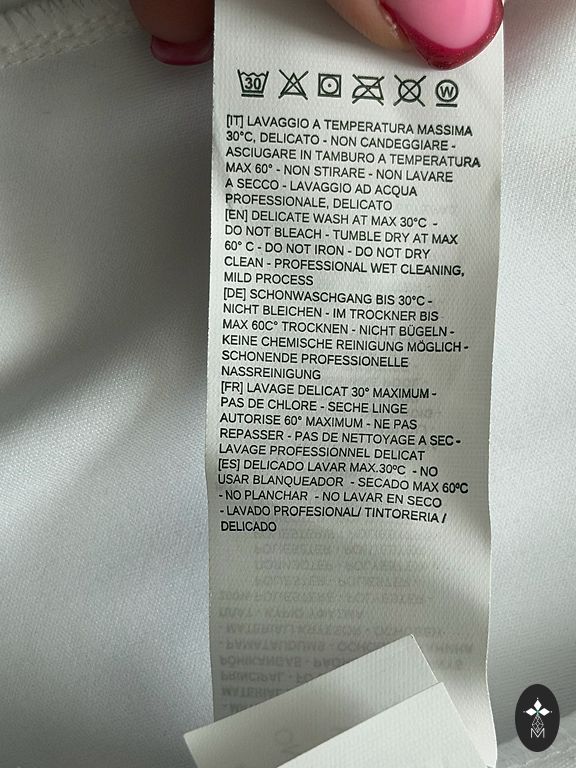 30 W
[IT] LAVAGGIO A TEMPERATURA MASSIMA
30°C, DELICATO - NON CANDEGGIARE -
ASCIUGARE IN TAMBURO A TEMPERATURA
MAX 60° - NON STIRARE - NON LAVARE
A SECCO - LAVAGGIO AD ACQUA
PROFESSIONALE, DELICATO
[EN] DELICATE WASH AT MAX 30°C -
DO NOT BLEACH - TUMBLE DRY AT MAX
60° C - DO NOT IRON - DO NOT DRY
CLEAN - PROFESSIONAL WET CLEANING,
MILD PROCESS
[DE] SCHONWASCHGANG BIS 30°C -
NICHT BLEICHEN - IM TROCKNER BIS
MAX 60C° TROCKNEN - NICHT BÜGELN -
KEINE CHEMISCHE REINIGUNG MÖGLICH -
SCHONENDE PROFESSIONELLE
NASSREINIGUNG
[FR] LAVAGE DELICAT 30° MAXIMUM -
PAS DE CHLORE - SECHE LINGE
AUTORISE 60° MAXIMUM - NE PAS
REPASSER - PAS DE NETTOYAGE A SEC -
LAVAGE PROFESSIONNEL DELICAT
[ES] DELICADO LAVAR MAX.30ºC - NO
USAR BLANQUEADOR - SECADO MAX 60ºC
- NO PLANCHAR - NO LAVAR EN SECO
- LAVADO PROFESIONAL/ TINTORERIA /
DELICADO
M